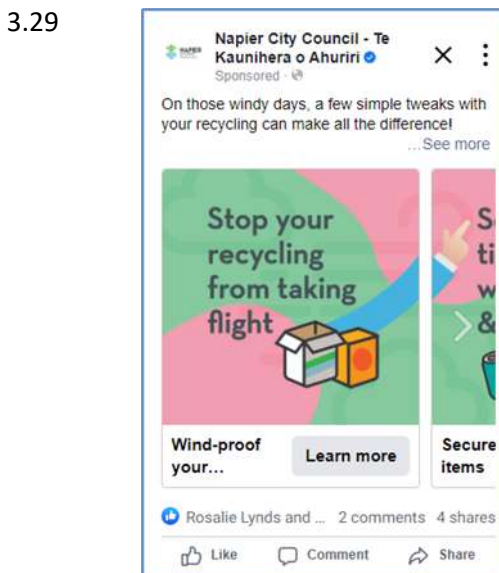 3.29
NAPIER
Napier City Council - Te
Kaunihera o Ahuriri
Sponsored ·
On those windy days, a few simple tweaks with
your recycling can make all the difference!
...See more
Stop your
recycling
from taking
flight
S
ti
w
&
Wind-proof
your...
Learn more
Secure
items
Rosalie Lynds and ... 2 comments 4 shares
Like Comment Share